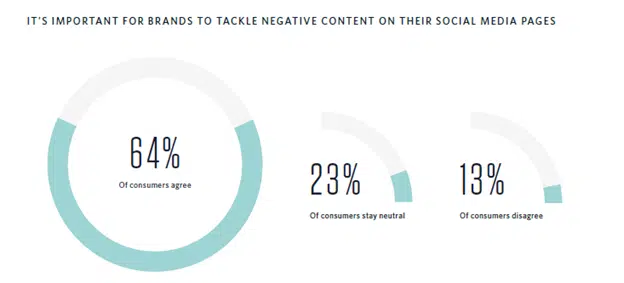 IT'S IMPORTANT FOR BRANDS TO TACKLE NEGATIVE CONTENT ON THEIR SOCIAL MEDIA PAGES
64%
Of consumers agree
23%
Of consumers stay neutral
13%
Of consumers disagree